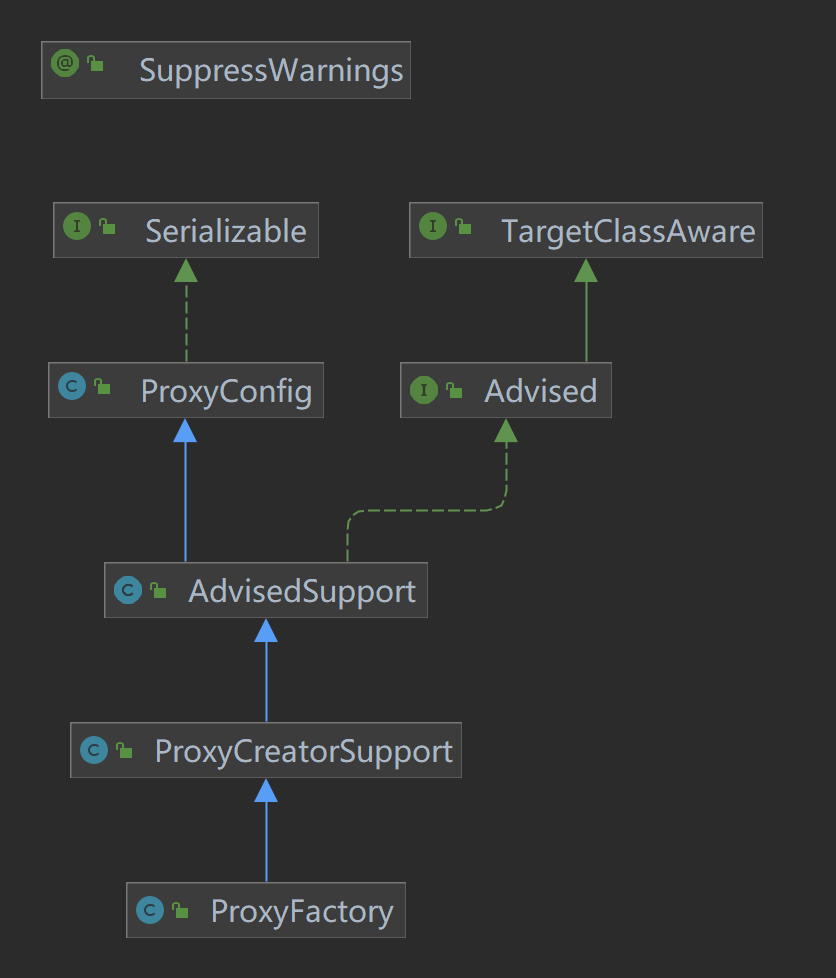 @ SuppressWarnings
I Serializable
I TargetClassAware
C ProxyConfig
I Advised
C AdvisedSupport
C ProxyCreatorSupport
C ProxyFactory